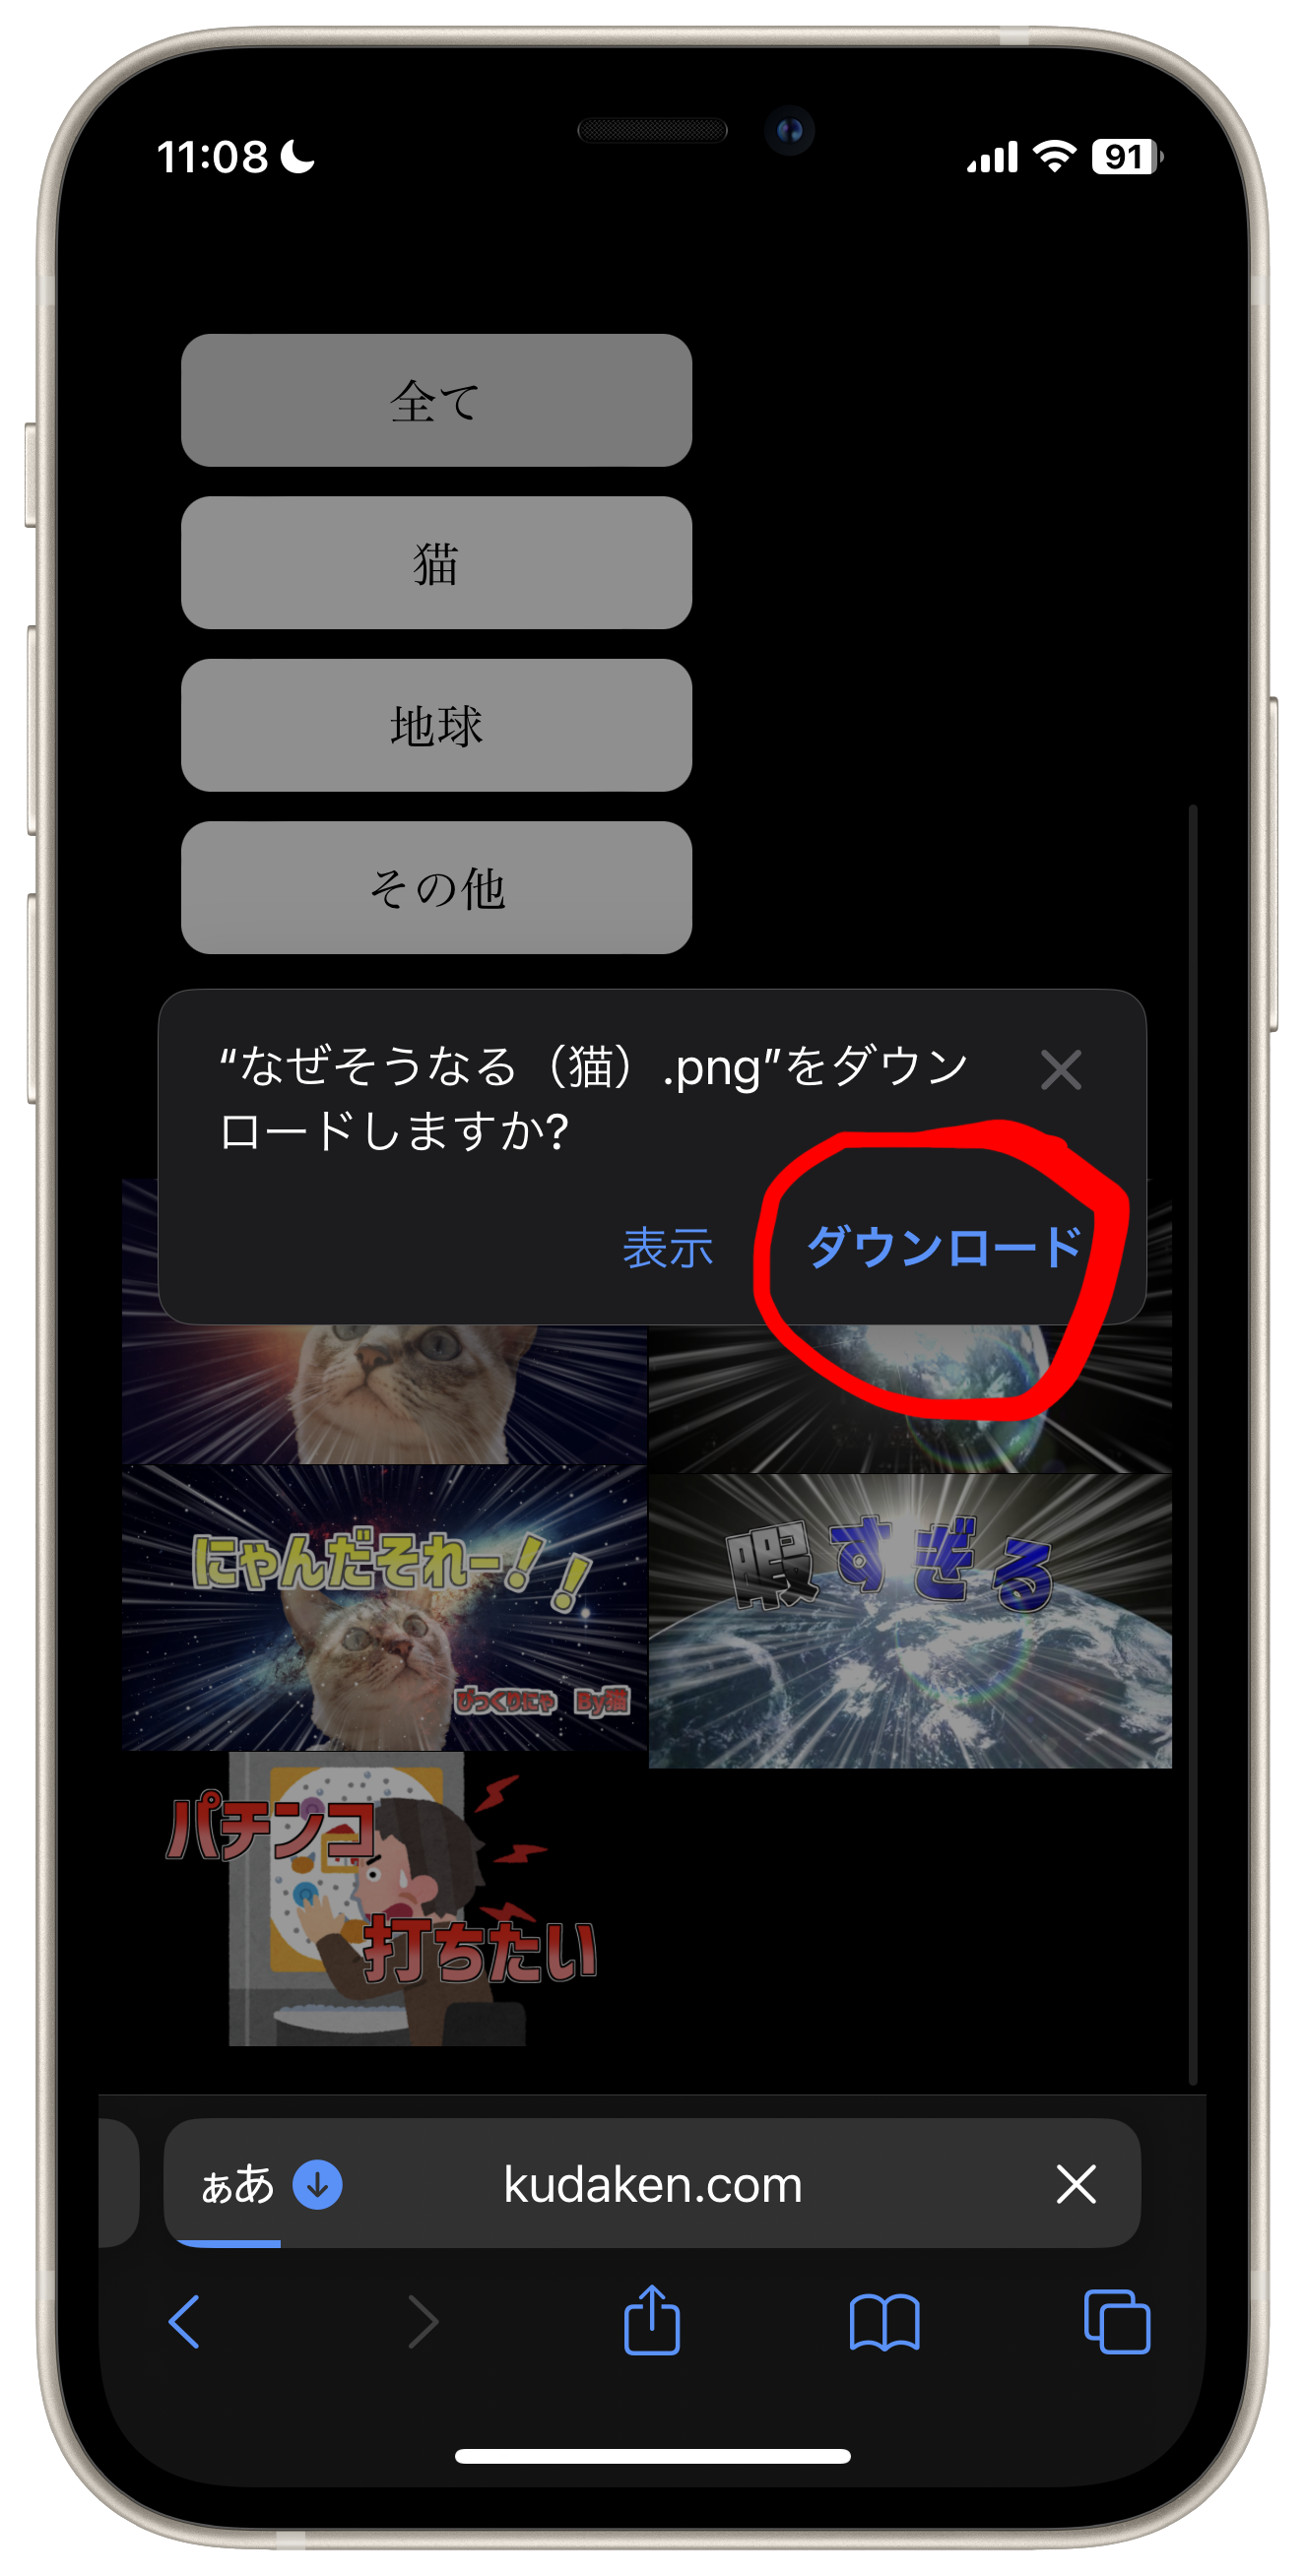 11:08
91
全て
猫
地球
その他
“なぜそうなる（猫）.png”をダウン
ロードしますか?
表示
ダウンロード
にゃんだそれー！！
びっくりにゃ　By猫
暇すぎる
パチンコ
打ちたい
ぁあ
kudaken.com